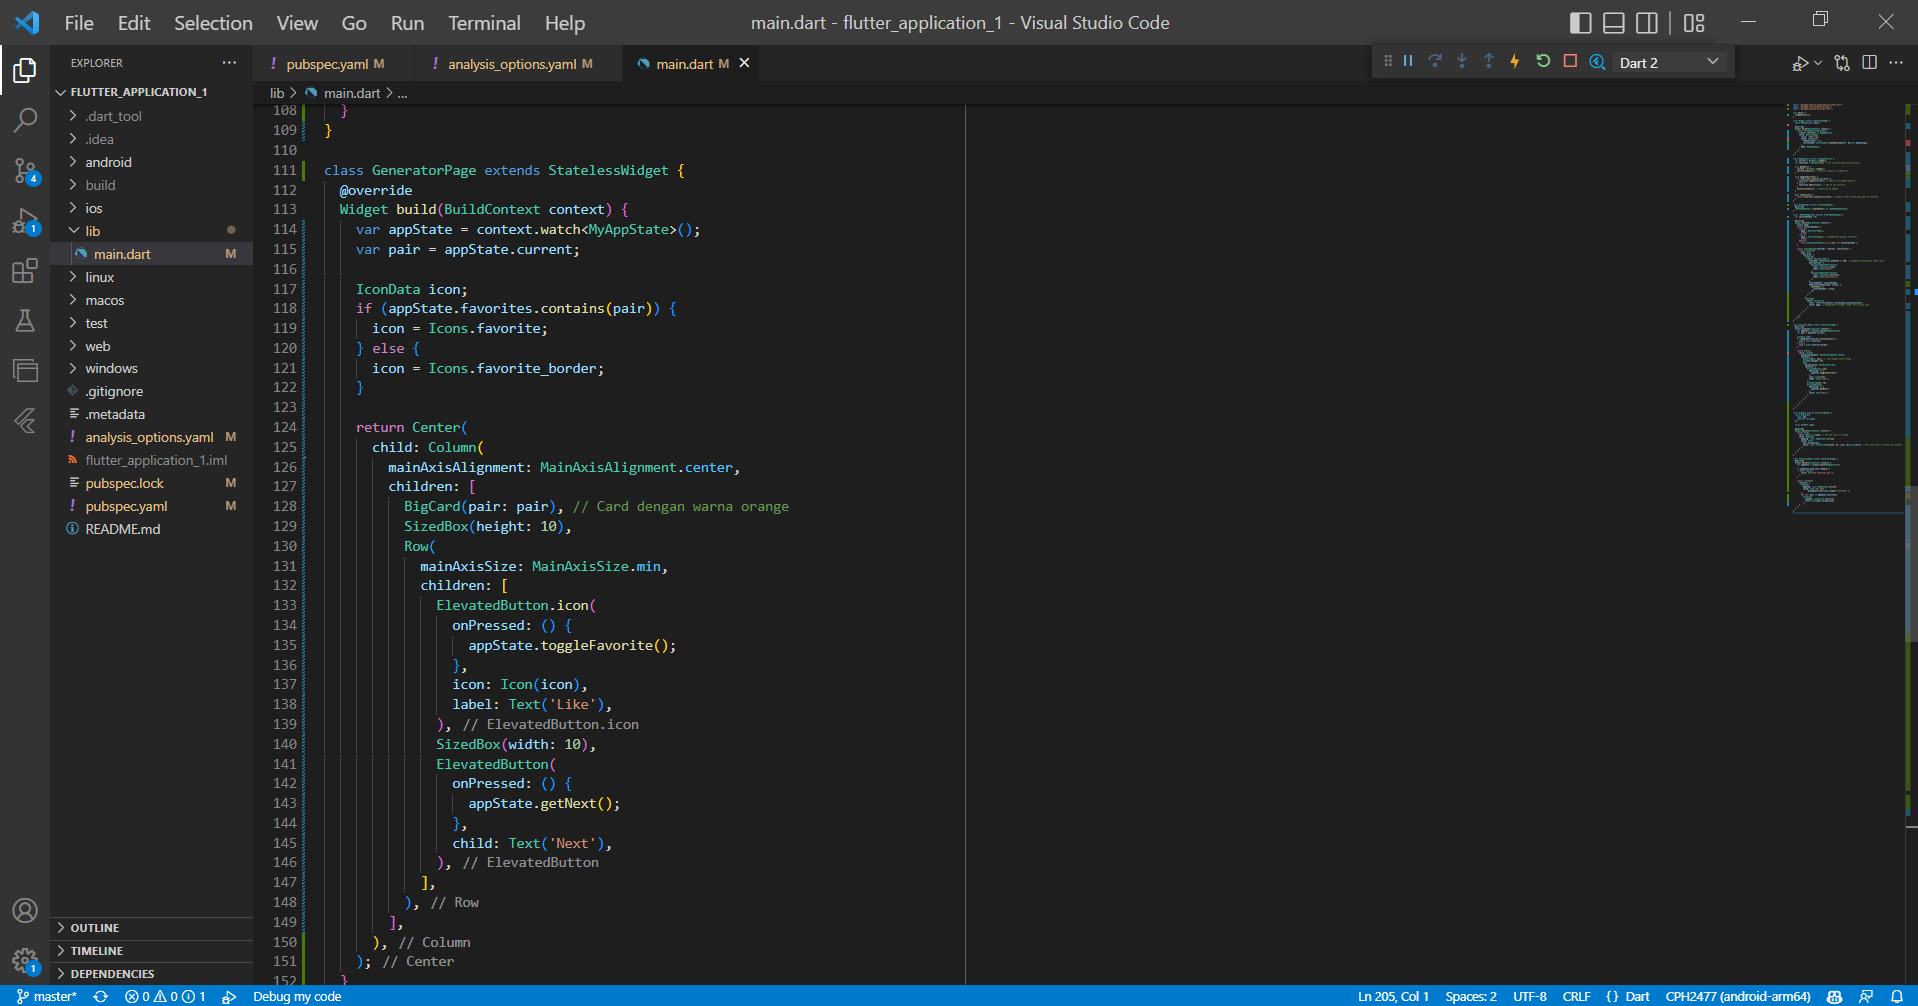 File Edit Selection View Go Run Terminal Help
main.dart - flutter_application_1 - Visual Studio Code
EXPLORER ···
! pubspec.yaml M
! analysis_options.yaml M
main.dart M
Dart 2
lib > main.dart > ...
FLUTTER_APPLICATION_1
.dart_tool
.idea
android
build
ios
lib
main.dart M
linux
macos
test
web
windows
.gitignore
.metadata
! analysis_options.yaml M
flutter_application_1.iml
pubspec.lock M
! pubspec.yaml M
README.md
4
1
1
OUTLINE
TIMELINE
DEPENDENCIES
108 }
109 }
110
111 class GeneratorPage extends StatelessWidget {
112 @override
113 Widget build(BuildContext context) {
114 var appState = context.watch<MyAppState>();
115 var pair = appState.current;
116
117 IconData icon;
118 if (appState.favorites.contains(pair)) {
119 icon = Icons.favorite;
120 } else {
121 icon = Icons.favorite_border;
122 }
123
124 return Center(
125 child: Column(
126 mainAxisAlignment: MainAxisAlignment.center,
127 children: [
128 BigCard(pair: pair), // Card dengan warna orange
129 SizedBox(height: 10),
130 Row(
131 mainAxisSize: MainAxisSize.min,
132 children: [
133 ElevatedButton.icon(
134 onPressed: () {
135 appState.toggleFavorite();
136 },
137 icon: Icon(icon),
138 label: Text('Like'),
139 ), // ElevatedButton.icon
140 SizedBox(width: 10),
141 ElevatedButton(
142 onPressed: () {
143 appState.getNext();
144 },
145 child: Text('Next'),
146 ), // ElevatedButton
147 ],
148 ), // Row
149 ],
150 ), // Column
151 ); // Center
152 }
master* 0 0 1 Debug my code Ln 205, Col 1 Spaces: 2 UTF-8 CRLF {} Dart CPH2477 (android-arm64)